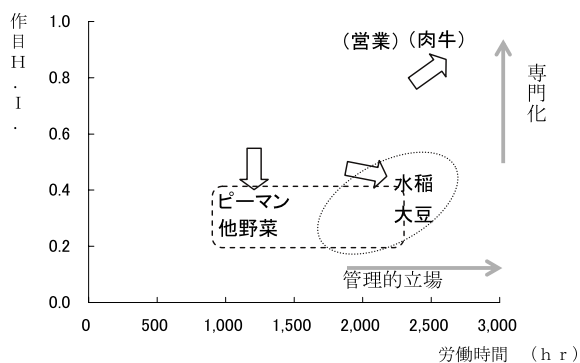 作目H.I.
1.0
0.8
0.6
0.4
0.2
0.0
(営業) (肉牛)
専門化
水稲
大豆
ピーマン
他野菜
管理的立場
0 500 1,000 1,500 2,000 2,500 3,000
労働時間 (hr)